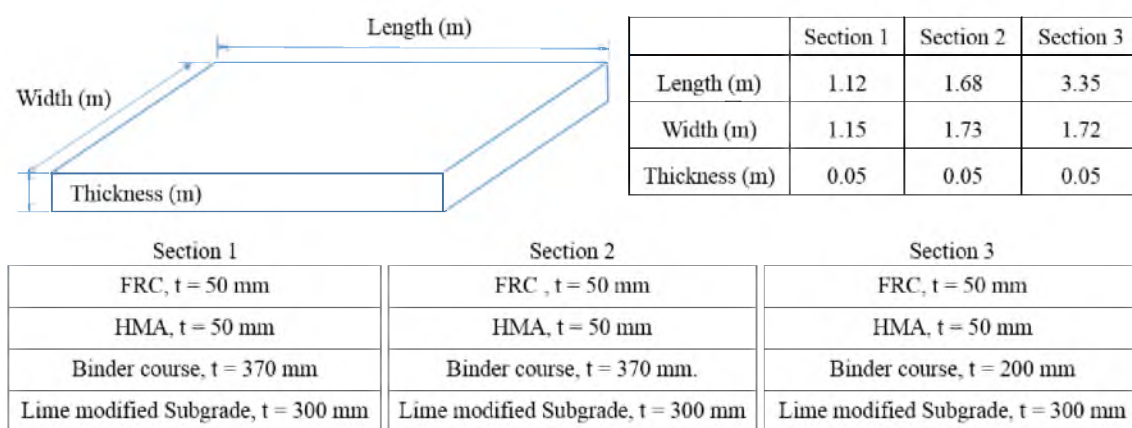 Length (m)
Width (m)
Thickness (m)
Section 1 Section 2 Section 3
Length (m) 1.12 1.68 3.35
Width (m) 1.15 1.73 1.72
Thickness (m) 0.05 0.05 0.05
Section 1 Section 2 Section 3
FRC, t = 50 mm FRC , t = 50 mm FRC, t = 50 mm
HMA, t = 50 mm HMA, t = 50 mm HMA, t = 50 mm
Binder course, t = 370 mm Binder course, t = 370 mm. Binder course, t = 200 mm
Lime modified Subgrade, t = 300 mm Lime modified Subgrade, t = 300 mm Lime modified Subgrade, t = 300 mm